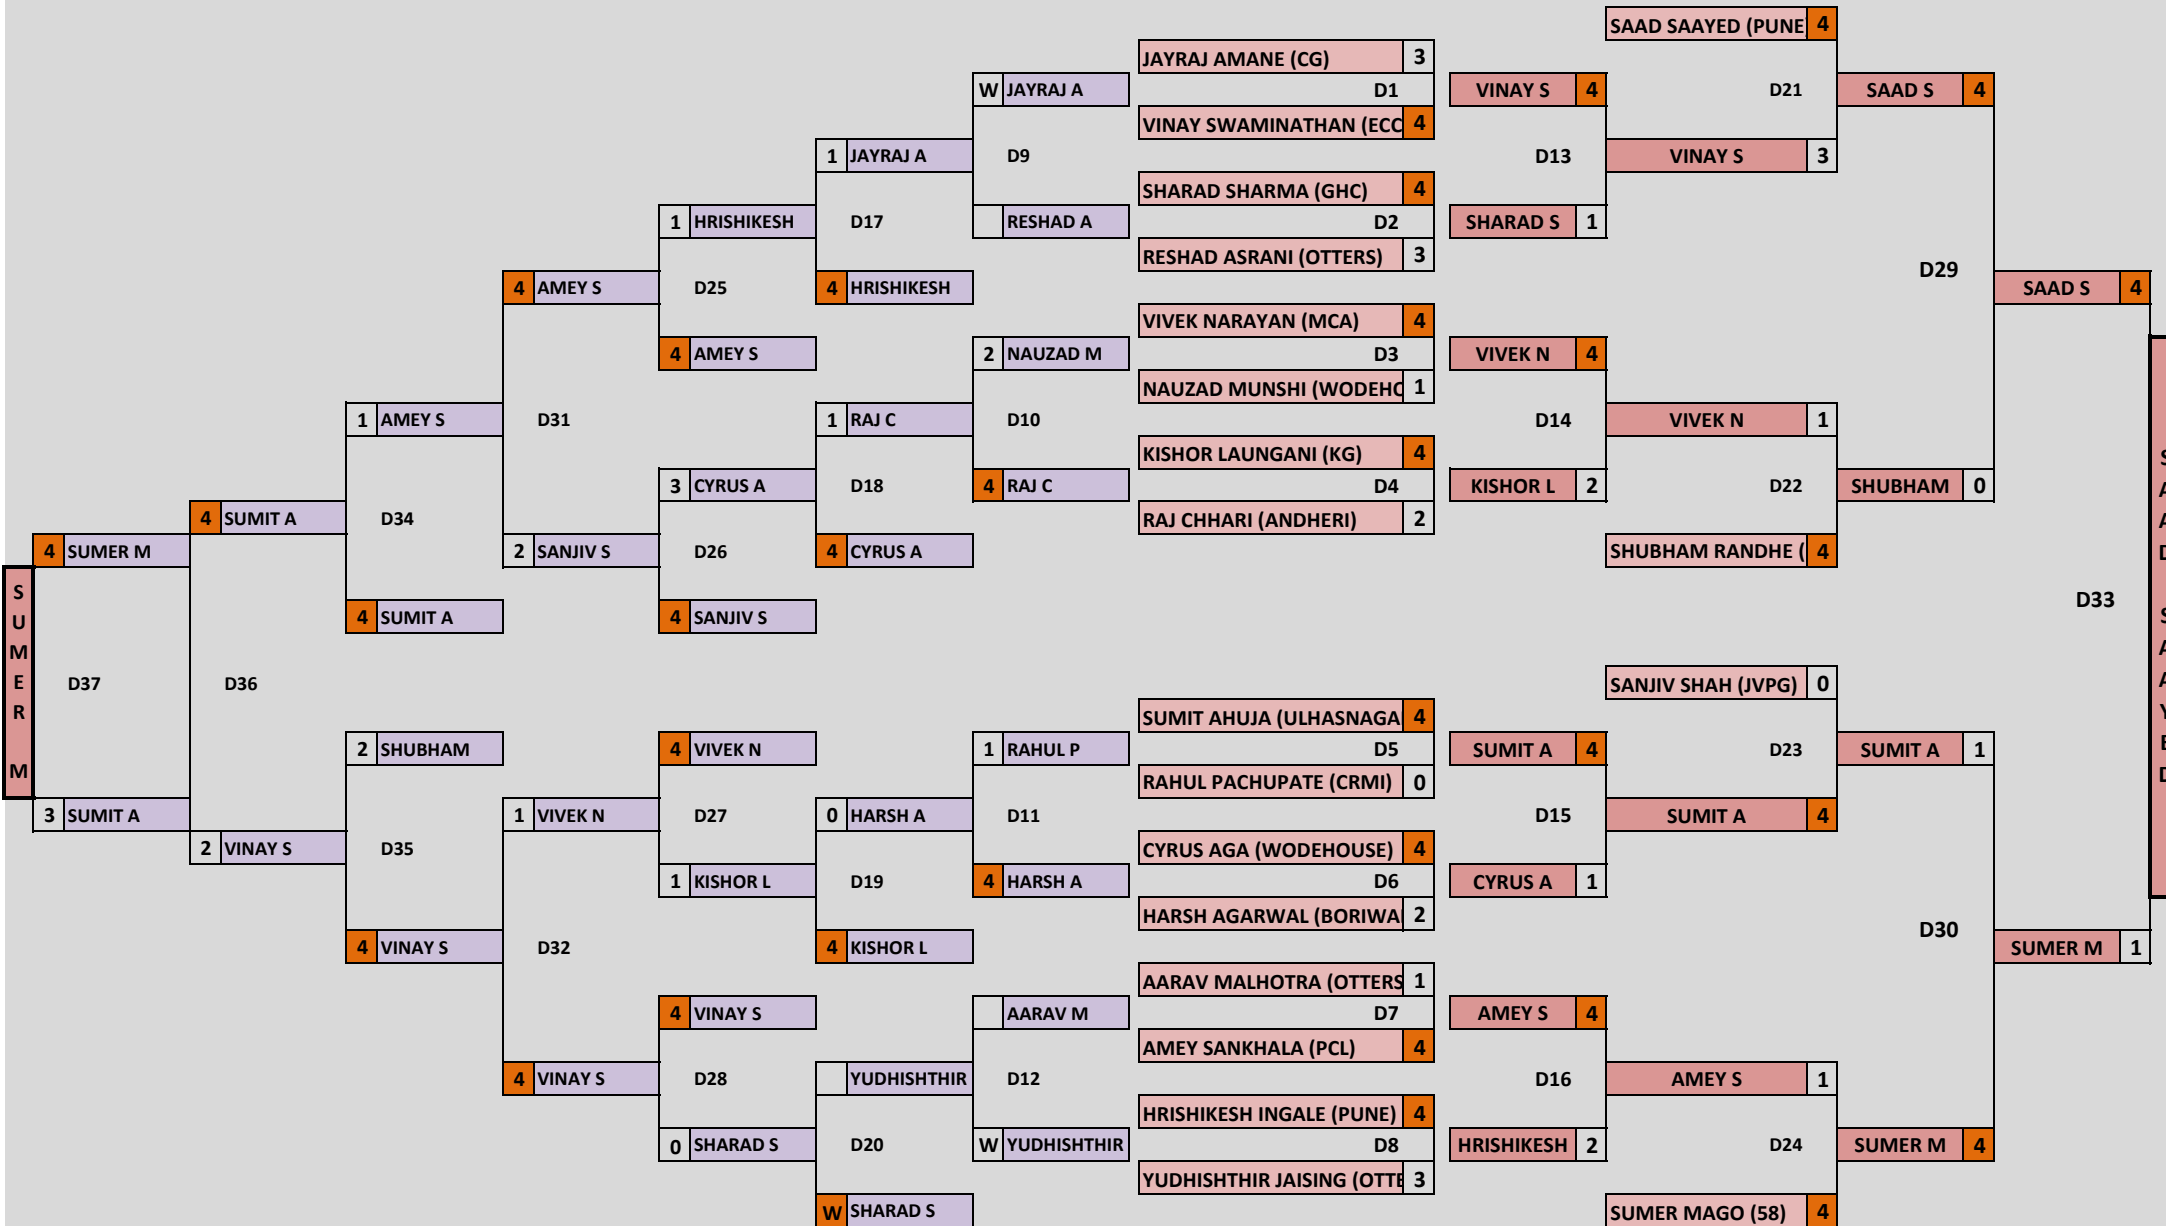 SAAD SAAYED (PUNE 4
JAYRAJ AMANE (CG) 3
W JAYRAJ A D1 VINAY S 4 D21 SAAD S 4
VINAY SWAMINATHAN (ECC 4
1 JAYRAJ A D9 D13 VINAY S 3
SHARAD SHARMA (GHC) 4
1 HRISHIKESH D17 RESHAD A D2 SHARAD S 1
RESHAD ASRANI (OTTERS) 3
D29
4 AMEY S D25 4 HRISHIKESH SAAD S 4
VIVEK NARAYAN (MCA) 4
4 AMEY S 2 NAUZAD M D3 VIVEK N 4
NAUZAD MUNSHI (WODEHO 1
1 AMEY S D31 1 RAJ C D10 D14 VIVEK N 1
KISHOR LAUNGANI (KG) 4
3 CYRUS A D18 4 RAJ C D4 KISHOR L 2 D22 SHUBHAM 0
4 SUMIT A D34 RAJ CHHARI (ANDHERI) 2
4 SUMER M 2 SANJIV S D26 4 CYRUS A SHUBHAM RANDHE ( 4
D33
4 SUMIT A 4 SANJIV S
SUMER M
SAAD SAAYED
D37 D36 SANJIV SHAH (JVPG) 0
SUMIT AHUJA (ULHASNAGA 4
2 SHUBHAM 4 VIVEK N 1 RAHUL P D5 SUMIT A 4 D23 SUMIT A 1
RAHUL PACHUPATE (CRMI) 0
3 SUMIT A 1 VIVEK N D27 0 HARSH A D11 D15 SUMIT A 4
2 VINAY S D35 CYRUS AGA (WODEHOUSE) 4
1 KISHOR L D19 4 HARSH A D6 CYRUS A 1
HARSH AGARWAL (BORIWA 2
D30
4 VINAY S D32 4 KISHOR L SUMER M 1
AARAV MALHOTRA (OTTERS 1
4 VINAY S AARAV M D7 AMEY S 4
AMEY SANKHALA (PCL) 4
4 VINAY S D28 YUDHISHTHIR D12 D16 AMEY S 1
HRISHIKESH INGALE (PUNE) 4
0 SHARAD S D20 W YUDHISHTHIR D8 HRISHIKESH 2 D24 SUMER M 4
YUDHISHTHIR JAISING (OTTE 3
W SHARAD S SUMER MAGO (58) 4